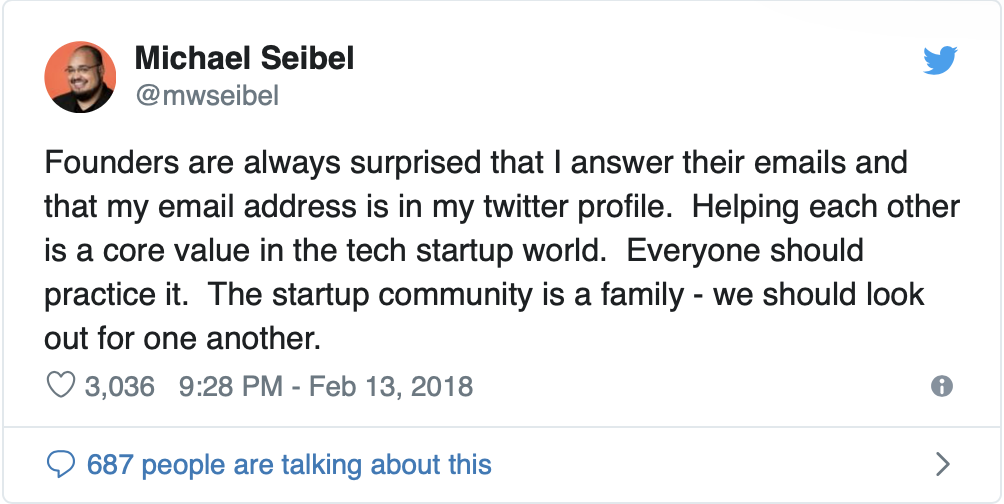 Michael Seibel
@mwseibel
Founders are always surprised that I answer their emails and
that my email address is in my twitter profile.  Helping each other
is a core value in the tech startup world.  Everyone should
practice it.  The startup community is a family - we should look
out for one another.
3,036 9:28 PM - Feb 13, 2018
687 people are talking about this